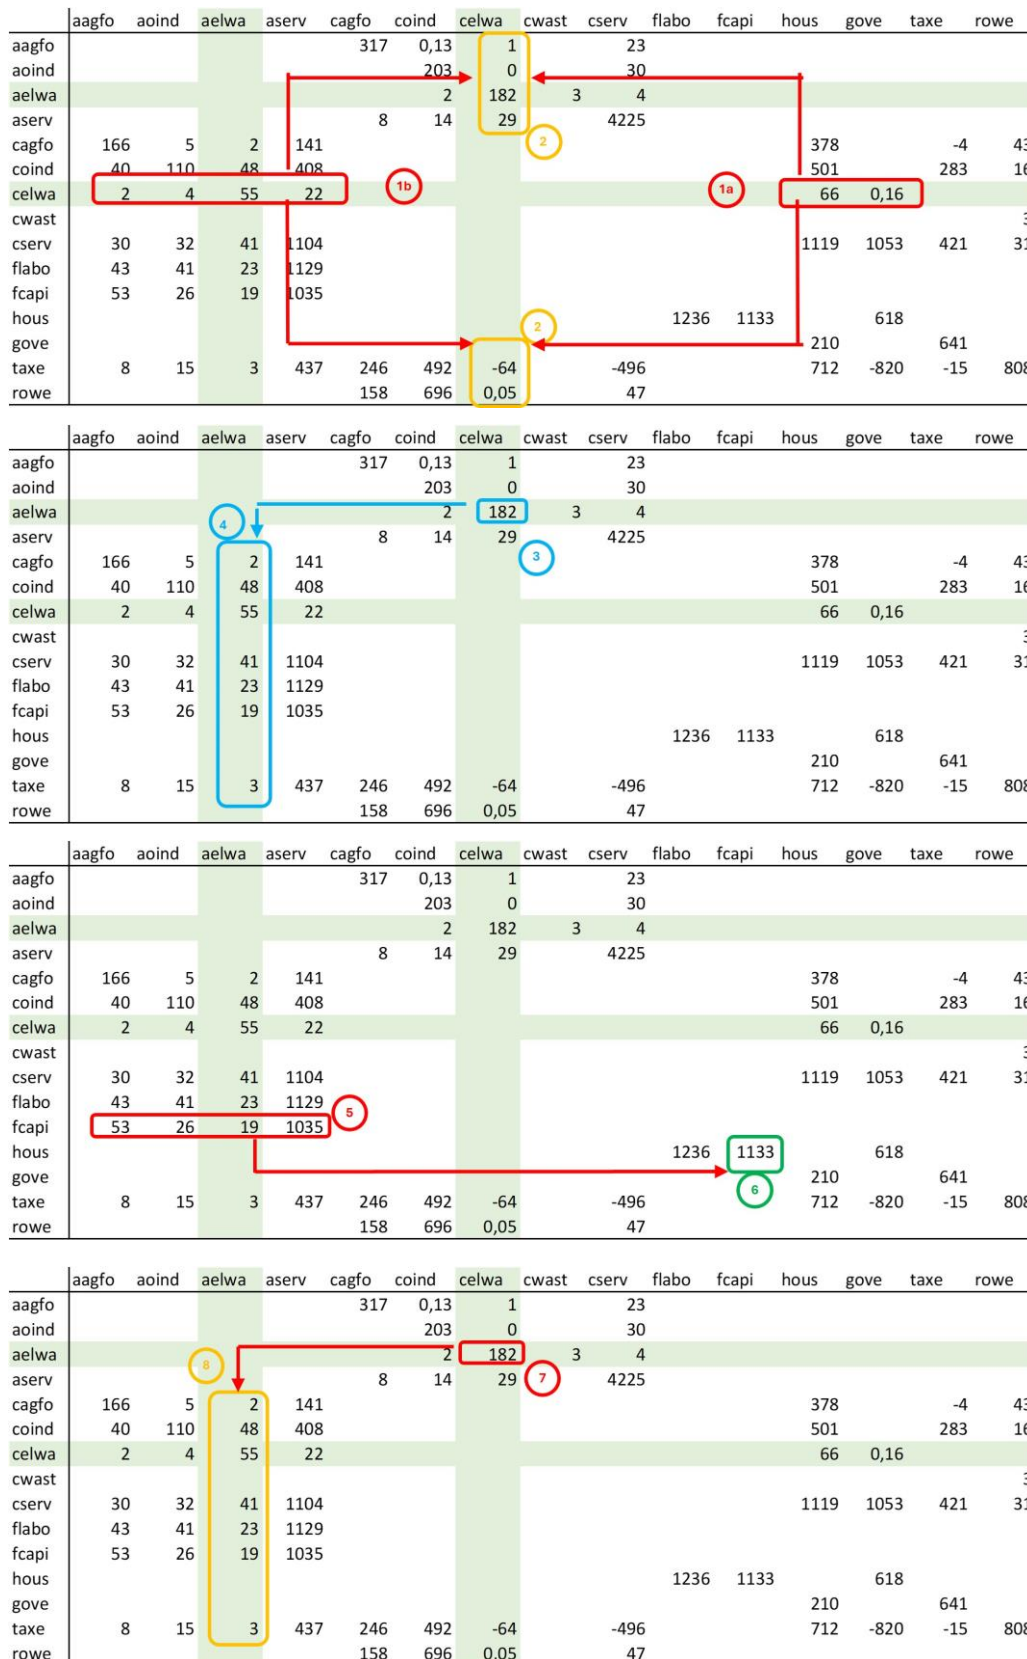 aagfo aoind aelwa aserv cagfo coind celwa cwast cserv flabo fcapi hous gove taxe rowe
aagfo 317 0,13 1 23
aoind 203 0 30
aelwa 2 182 3 4
aserv 8 14 29 4225
2
cagfo 166 5 2 141 378 -4 43
coind 40 110 48 408 501 283 16
1b 1a
celwa 2 4 55 22 66 0,16
cwast 3
cserv 30 32 41 1104 1119 1053 421 31
flabo 43 41 23 1129
fcapi 53 26 19 1035
hous 1236 1133 618
2
gove 210 641
taxe 8 15 3 437 246 492 -64 -496 712 -820 -15 808
rowe 158 696 0,05 47
aagfo aoind aelwa aserv cagfo coind celwa cwast cserv flabo fcapi hous gove taxe rowe
aagfo 317 0,13 1 23
aoind 203 0 30
aelwa 2 182 3 4
4
aserv 8 14 29 4225
3
cagfo 166 5 2 141 378 -4 43
coind 40 110 48 408 501 283 16
celwa 2 4 55 22 66 0,16
cwast 3
cserv 30 32 41 1104 1119 1053 421 31
flabo 43 41 23 1129
fcapi 53 26 19 1035
hous 1236 1133 618
gove 210 641
taxe 8 15 3 437 246 492 -64 -496 712 -820 -15 808
rowe 158 696 0,05 47
aagfo aoind aelwa aserv cagfo coind celwa cwast cserv flabo fcapi hous gove taxe rowe
aagfo 317 0,13 1 23
aoind 203 0 30
aelwa 2 182 3 4
aserv 8 14 29 4225
cagfo 166 5 2 141 378 -4 43
coind 40 110 48 408 501 283 16
celwa 2 4 55 22 66 0,16
cwast 3
cserv 30 32 41 1104 1119 1053 421 31
flabo 43 41 23 1129
5
fcapi 53 26 19 1035
hous 1236 1133 618
gove 210 641
6
taxe 8 15 3 437 246 492 -64 -496 712 -820 -15 808
rowe 158 696 0,05 47
aagfo aoind aelwa aserv cagfo coind celwa cwast cserv flabo fcapi hous gove taxe rowe
aagfo 317 0,13 1 23
aoind 203 0 30
aelwa 2 182 3 4
8
aserv 8 14 29 7 4225
cagfo 166 5 2 141 378 -4 43
coind 40 110 48 408 501 283 16
celwa 2 4 55 22 66 0,16
cwast 3
cserv 30 32 41 1104 1119 1053 421 31
flabo 43 41 23 1129
fcapi 53 26 19 1035
hous 1236 1133 618
gove 210 641
taxe 8 15 3 437 246 492 -64 -496 712 -820 -15 808
rowe 158 696 0,05 47